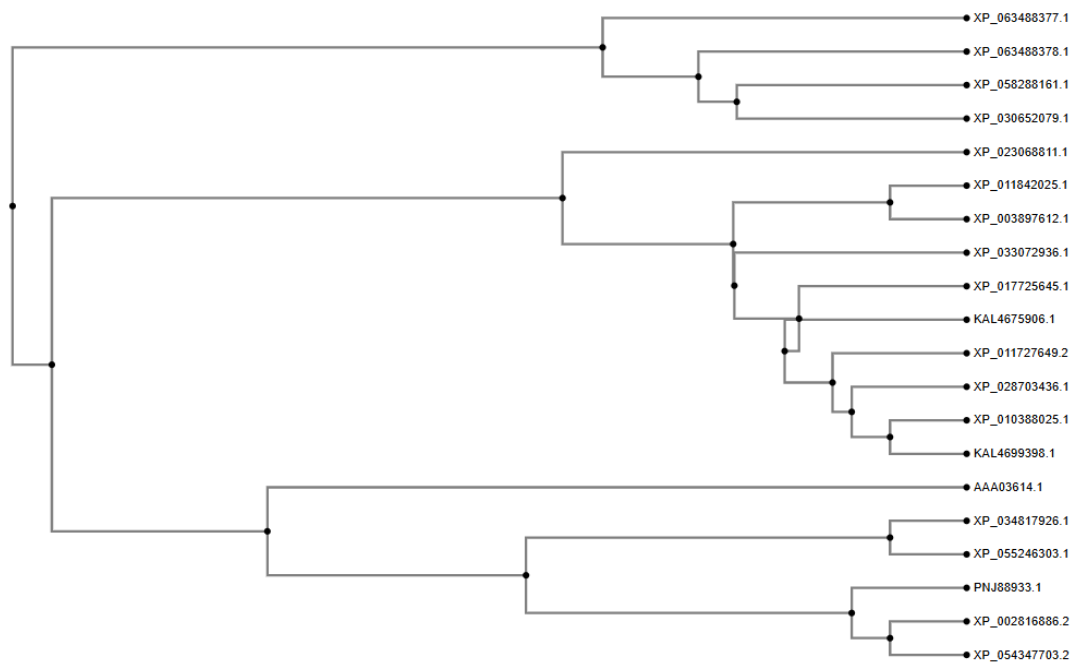 XP_063488377.1
XP_063488378.1
XP_058288161.1
XP_030652079.1
XP_023068811.1
XP_011842025.1
XP_003897612.1
XP_033072936.1
XP_017725645.1
KAL4675906.1
XP_011727649.2
XP_028703436.1
XP_010388025.1
KAL4699398.1
AAA03614.1
XP_034817926.1
XP_055246303.1
PNJ88933.1
XP_002816886.2
XP_054347703.2